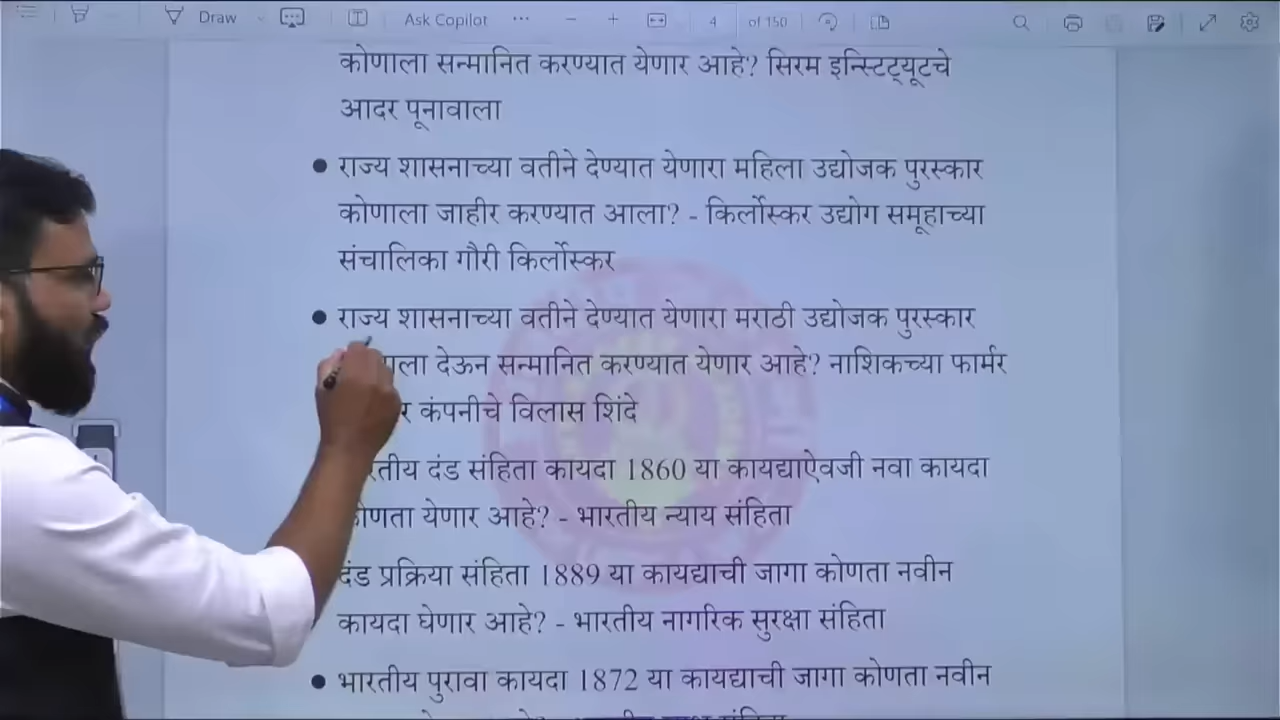 Draw
Ask Copilot
4 of 150
कोणाला सन्मानित करण्यात येणार आहे? सिरम इन्स्टिट्यूटचे
आदर पूनावाला
राज्य शासनाच्या वतीने देण्यात येणारा महिला उद्योजक पुरस्कार
कोणाला जाहीर करण्यात आला? - किर्लोस्कर उद्योग समूहाच्या
संचालिका गौरी किर्लोस्कर
राज्य शासनाच्या वतीने देण्यात येणारा मराठी उद्योजक पुरस्कार
देऊन सन्मानित करण्यात येणार आहे? नाशिकच्या फार्मर
कंपनीचे विलास शिंदे
दंड संहिता कायदा 1860 या कायद्याऐवजी नवा कायदा
येणार आहे? - भारतीय न्याय संहिता
दंड प्रक्रिया संहिता 1889 या कायद्याची जागा कोणता नवीन
कायदा घेणार आहे? - भारतीय नागरिक सुरक्षा संहिता
भारतीय पुरावा कायदा 1872 या कायद्याची जागा कोणता नवीन